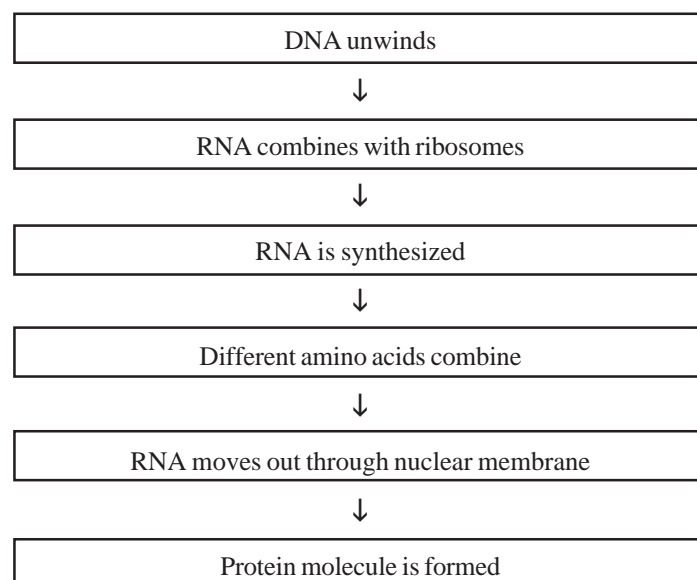 DNA unwinds
↓
RNA combines with ribosomes
↓
RNA is synthesized
↓
Different amino acids combine
↓
RNA moves out through nuclear membrane
↓
Protein molecule is formed